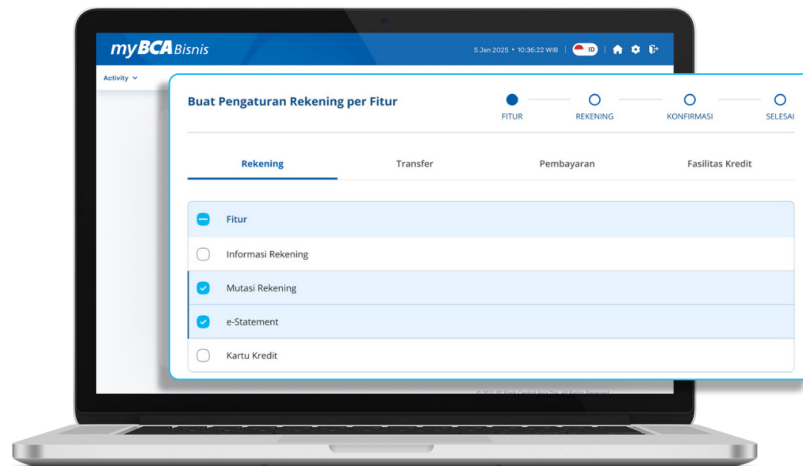 myBCA Bisnis
5 Jan 2025 • 10:36:22 WIB | ID
Activity
Buat Pengaturan Rekening per Fitur
FITUR REKENING KONFIRMASI SELESAI
Rekening Transfer Pembayaran Fasilitas Kredit
Fitur
Informasi Rekening
Mutasi Rekening
e-Statement
Kartu Kredit